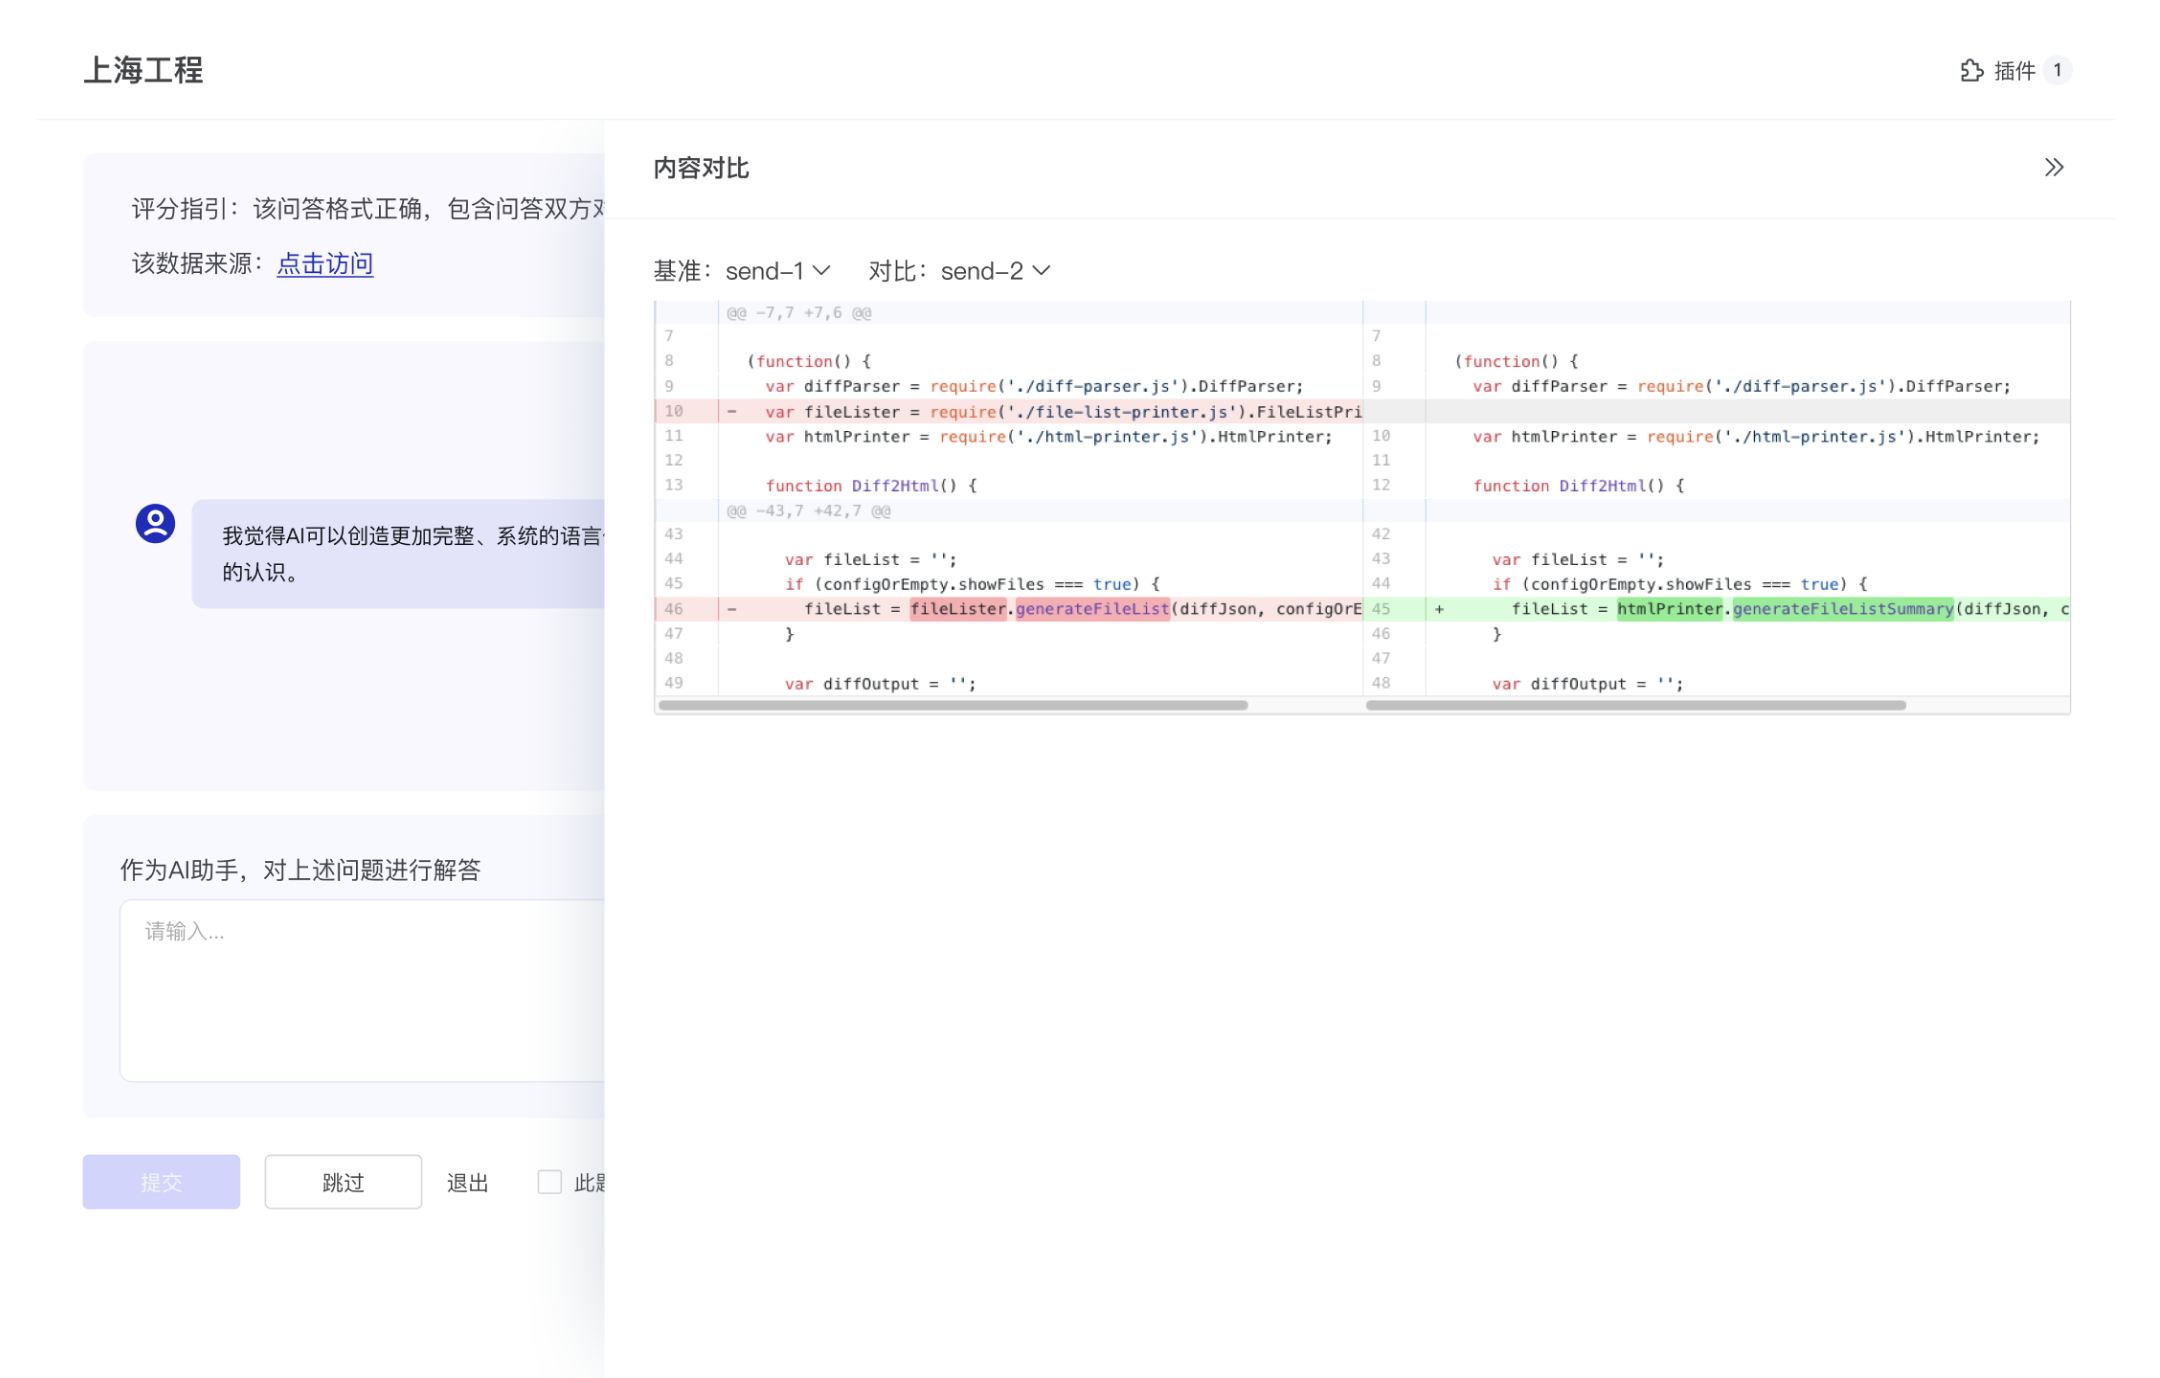 上海工程
插件 1
评分指引：该问答格式正确，包含问答双方
该数据来源：点击访问
我觉得AI可以创造更加完整、系统的语言
的认识。
作为AI助手，对上述问题进行解答
请输入...
提交
跳过
退出
此
内容对比
基准：send-1
对比：send-2
@@ -7,7 +7,6 @@
7
8 (function() {
9 var diffParser = require('./diff-parser.js').DiffParser;
10 - var fileLister = require('./file-list-printer.js').FileListPri
11 var htmlPrinter = require('./html-printer.js').HtmlPrinter;
12
13 function Diff2Html() {
@@ -43,7 +42,7 @@
43
44 var fileList = '';
45 if (configOrEmpty.showFiles === true) {
46 - fileList = fileLister.generateFileList(diffJson, configOrE
47 }
48
49 var diffOutput = '';
7
8 (function() {
9 var diffParser = require('./diff-parser.js').DiffParser;
10 var htmlPrinter = require('./html-printer.js').HtmlPrinter;
11
12 function Diff2Html() {
42
43 var fileList = '';
44 if (configOrEmpty.showFiles === true) {
45 + fileList = htmlPrinter.generateFileListSummary(diffJson, c
46 }
47
48 var diffOutput = '';